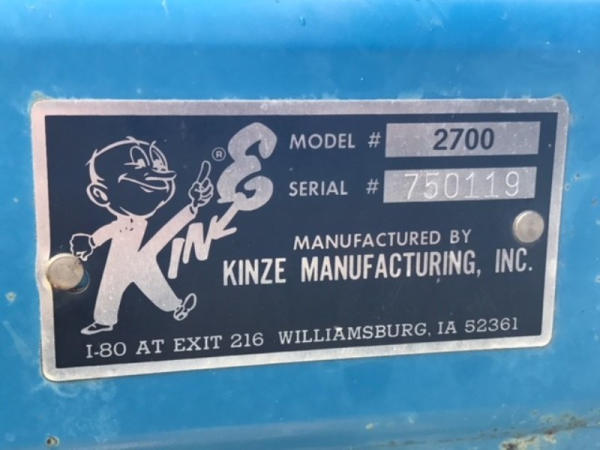 KINZE ®
MODEL # 2700
SERIAL # 750119
MANUFACTURED BY
KINZE MANUFACTURING, INC.
I-80 AT EXIT 216 WILLIAMSBURG, IA 52361